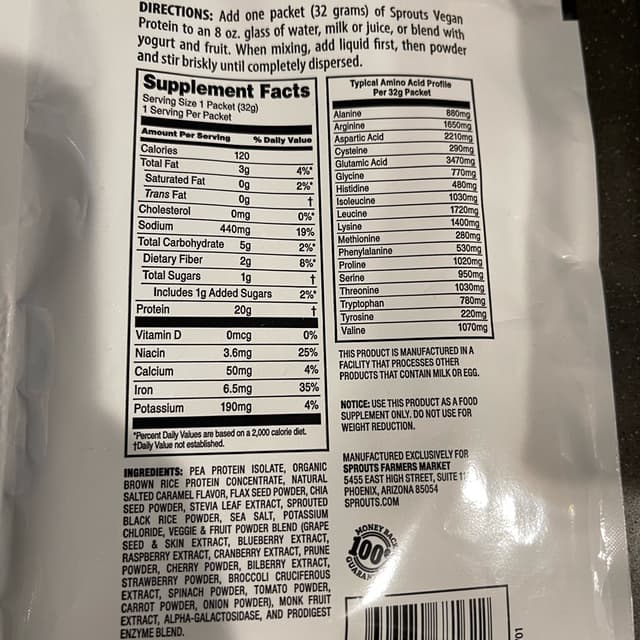 DIRECTIONS: Add one packet (32 grams) of Sprouts Vegan
Protein to an 8 oz. glass of water, milk or juice, or blend with
yogurt and fruit. When mixing, add liquid first, then powder
and stir briskly until completely dispersed.
Supplement Facts
Serving Size 1 Packet (32g)
1 Serving Per Packet
Amount Per Serving % Daily Value
Calories 120
Total Fat 3g 4%*
Saturated Fat 0g 2%*
Trans Fat 0g †
Cholesterol 0mg 0%*
Sodium 440mg 19%
Total Carbohydrate 5g 2%*
Dietary Fiber 2g 8%*
Total Sugars 1g †
Includes 1g Added Sugars 2%*
Protein 20g †
Vitamin D 0mcg 0%
Niacin 3.6mg 25%
Calcium 50mg 4%
Iron 6.5mg 35%
Potassium 190mg 4%
*Percent Daily Values are based on a 2,000 calorie diet.
†Daily Value not established.
INGREDIENTS: PEA PROTEIN ISOLATE, ORGANIC
BROWN RICE PROTEIN CONCENTRATE, NATURAL
SALTED CARAMEL FLAVOR, FLAX SEED POWDER, CHIA
SEED POWDER, STEVIA LEAF EXTRACT, SPROUTED
BLACK RICE POWDER, SEA SALT, POTASSIUM
CHLORIDE, VEGGIE & FRUIT POWDER BLEND (GRAPE
SEED & SKIN EXTRACT, BLUEBERRY EXTRACT,
RASPBERRY EXTRACT, CRANBERRY EXTRACT, PRUNE
POWDER, CHERRY POWDER, BILBERRY EXTRACT,
STRAWBERRY POWDER, BROCCOLI CRUCIFEROUS
EXTRACT, SPINACH POWDER, TOMATO POWDER,
CARROT POWDER, ONION POWDER), MONK FRUIT
EXTRACT, ALPHA-GALACTOSIDASE, AND PRODIGEST
ENZYME BLEND.
Typical Amino Acid Profile
Per 32g Packet
Alanine 880mg
Arginine 1650mg
Aspartic Acid 2210mg
Cysteine 290mg
Glutamic Acid 3470mg
Glycine 770mg
Histidine 480mg
Isoleucine 1030mg
Leucine 1720mg
Lysine 1400mg
Methionine 280mg
Phenylalanine 530mg
Proline 1020mg
Serine 950mg
Threonine 1030mg
Tryptophan 780mg
Tyrosine 220mg
Valine 1070mg
THIS PRODUCT IS MANUFACTURED IN A
FACILITY THAT PROCESSES OTHER
PRODUCTS THAT CONTAIN MILK OR EGG.
NOTICE: USE THIS PRODUCT AS A FOOD
SUPPLEMENT ONLY. DO NOT USE FOR
WEIGHT REDUCTION.
MANUFACTURED EXCLUSIVELY FOR
SPROUTS FARMERS MARKET
5455 EAST HIGH STREET, SUITE 11
PHOENIX, ARIZONA 85054
SPROUTS.COM
MONEY BACK
100%